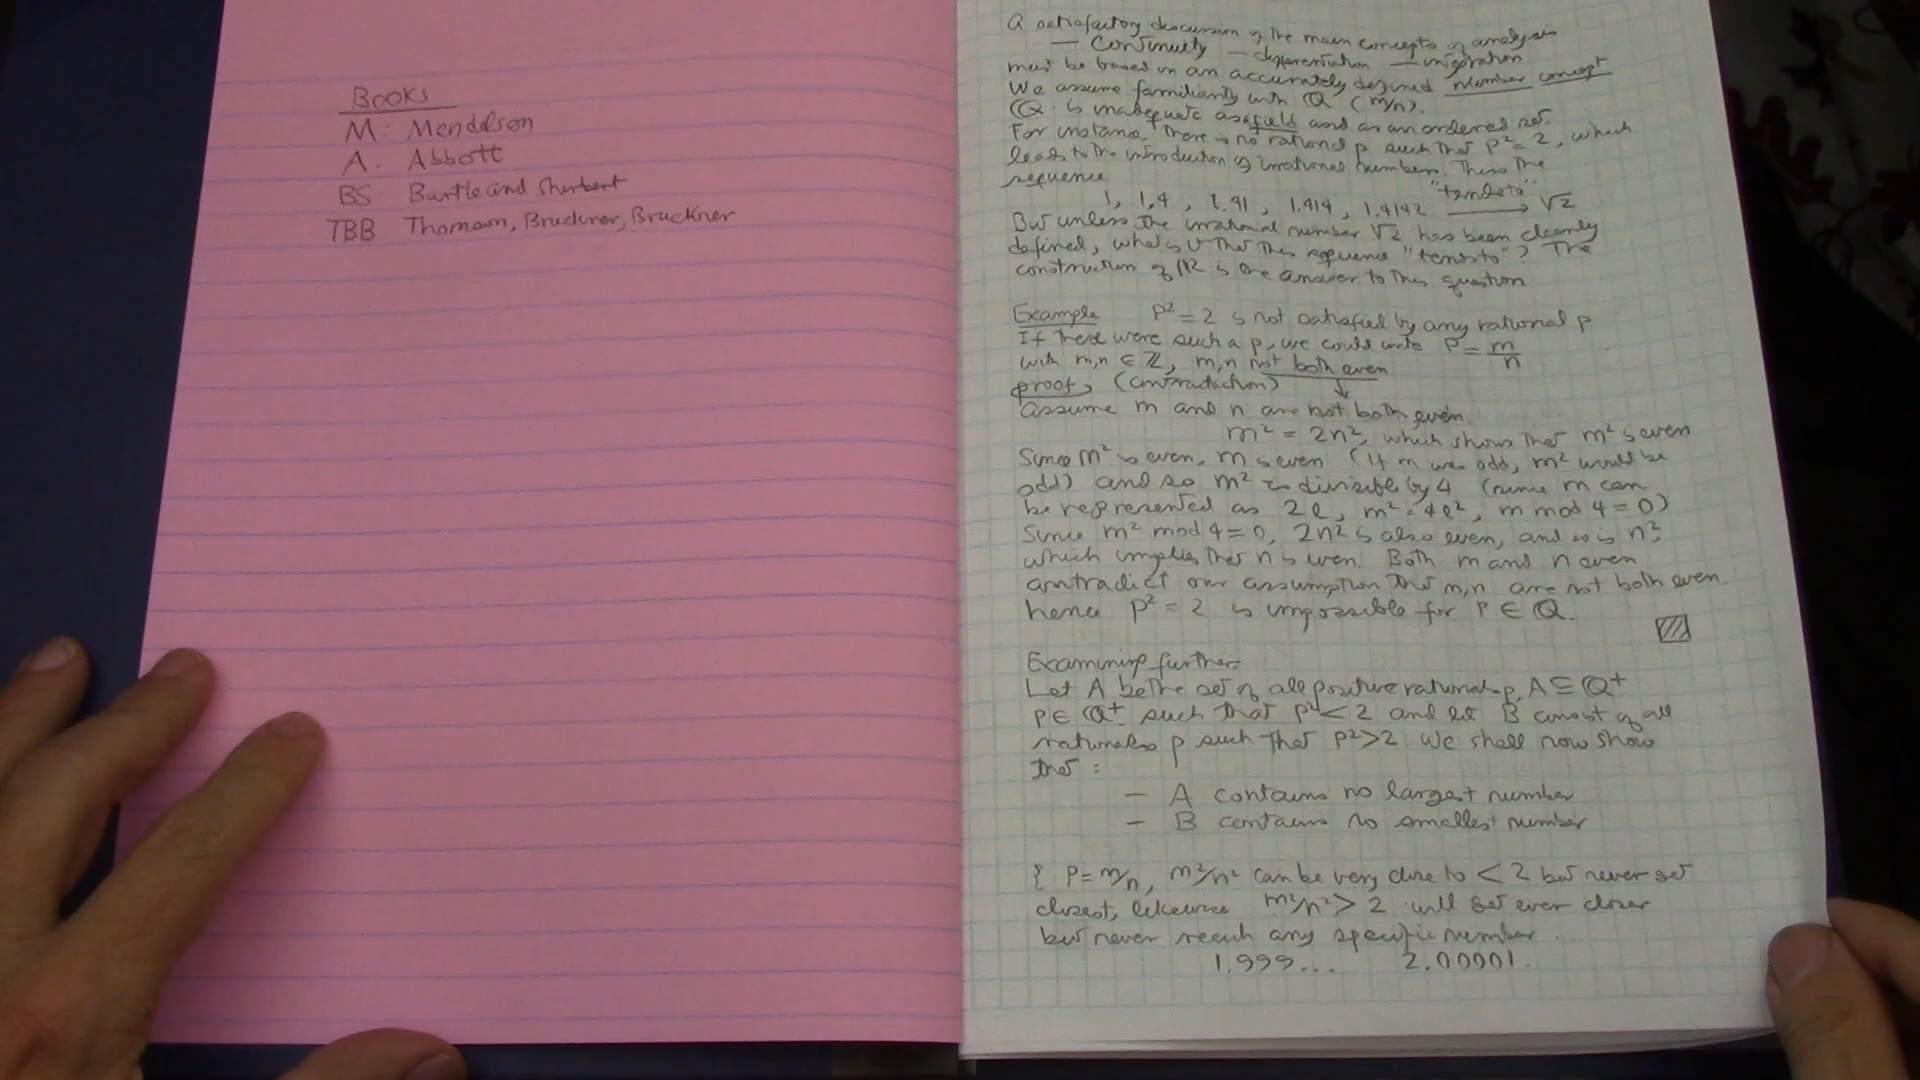 Books
M. Mendelson
A. Abbott
BS Bartle and Sherbert
TBB Thomson, Bruckner, Bruckner
A satisfactory discussion of the main concepts of analysis
— continuity — differentiation — integration
must be based on an accurately defined number concept
We assume familiarity with ℚ (m/n).
ℚ is inadequate as a field and as an ordered set.
For instance, there is no rational p such that p² = 2, which
leads to the introduction of irrational numbers. Thus the
sequence
1, 1.4, 1.41, 1.414, 1.4142 "tends to" → √2
But unless the irrational number √2 has been clearly
defined, what is it that this sequence "tends to"? The
construction of ℝ is one answer to this question
Example p² = 2 is not satisfied by any rational p
If there were such a p, we could write p = m/n
with m,n ∈ ℤ, m,n not both even
proof, (contradiction) ↓
Assume m and n are not both even.
m² = 2n², which shows that m² is even
Since m² is even, m is even (If m was odd, m² would be
odd) and so m² is divisible by 4 (since m can
be represented as 2l, m² = 4l², m mod 4 = 0)
Since m² mod 4 = 0, 2n² is also even, and so is n²,
which implies that n is even. Both m and n even
contradict our assumption that m,n are not both even
hence p² = 2 is impossible for p ∈ ℚ.
Examining further:
Let A be the set of all positive rationals p, A ⊆ ℚ⁺
p ∈ ℚ⁺ such that p² < 2 and let B consist of all
rationals p such that p² > 2 We shall now show
that :
— A contains no largest number
— B contains no smallest number
{ p = m/n, m²/n² can be very close to < 2 but never get
closest, likewise m²/n² > 2 will get ever closer
but never reach any specific number.
1.999... 2.00001.